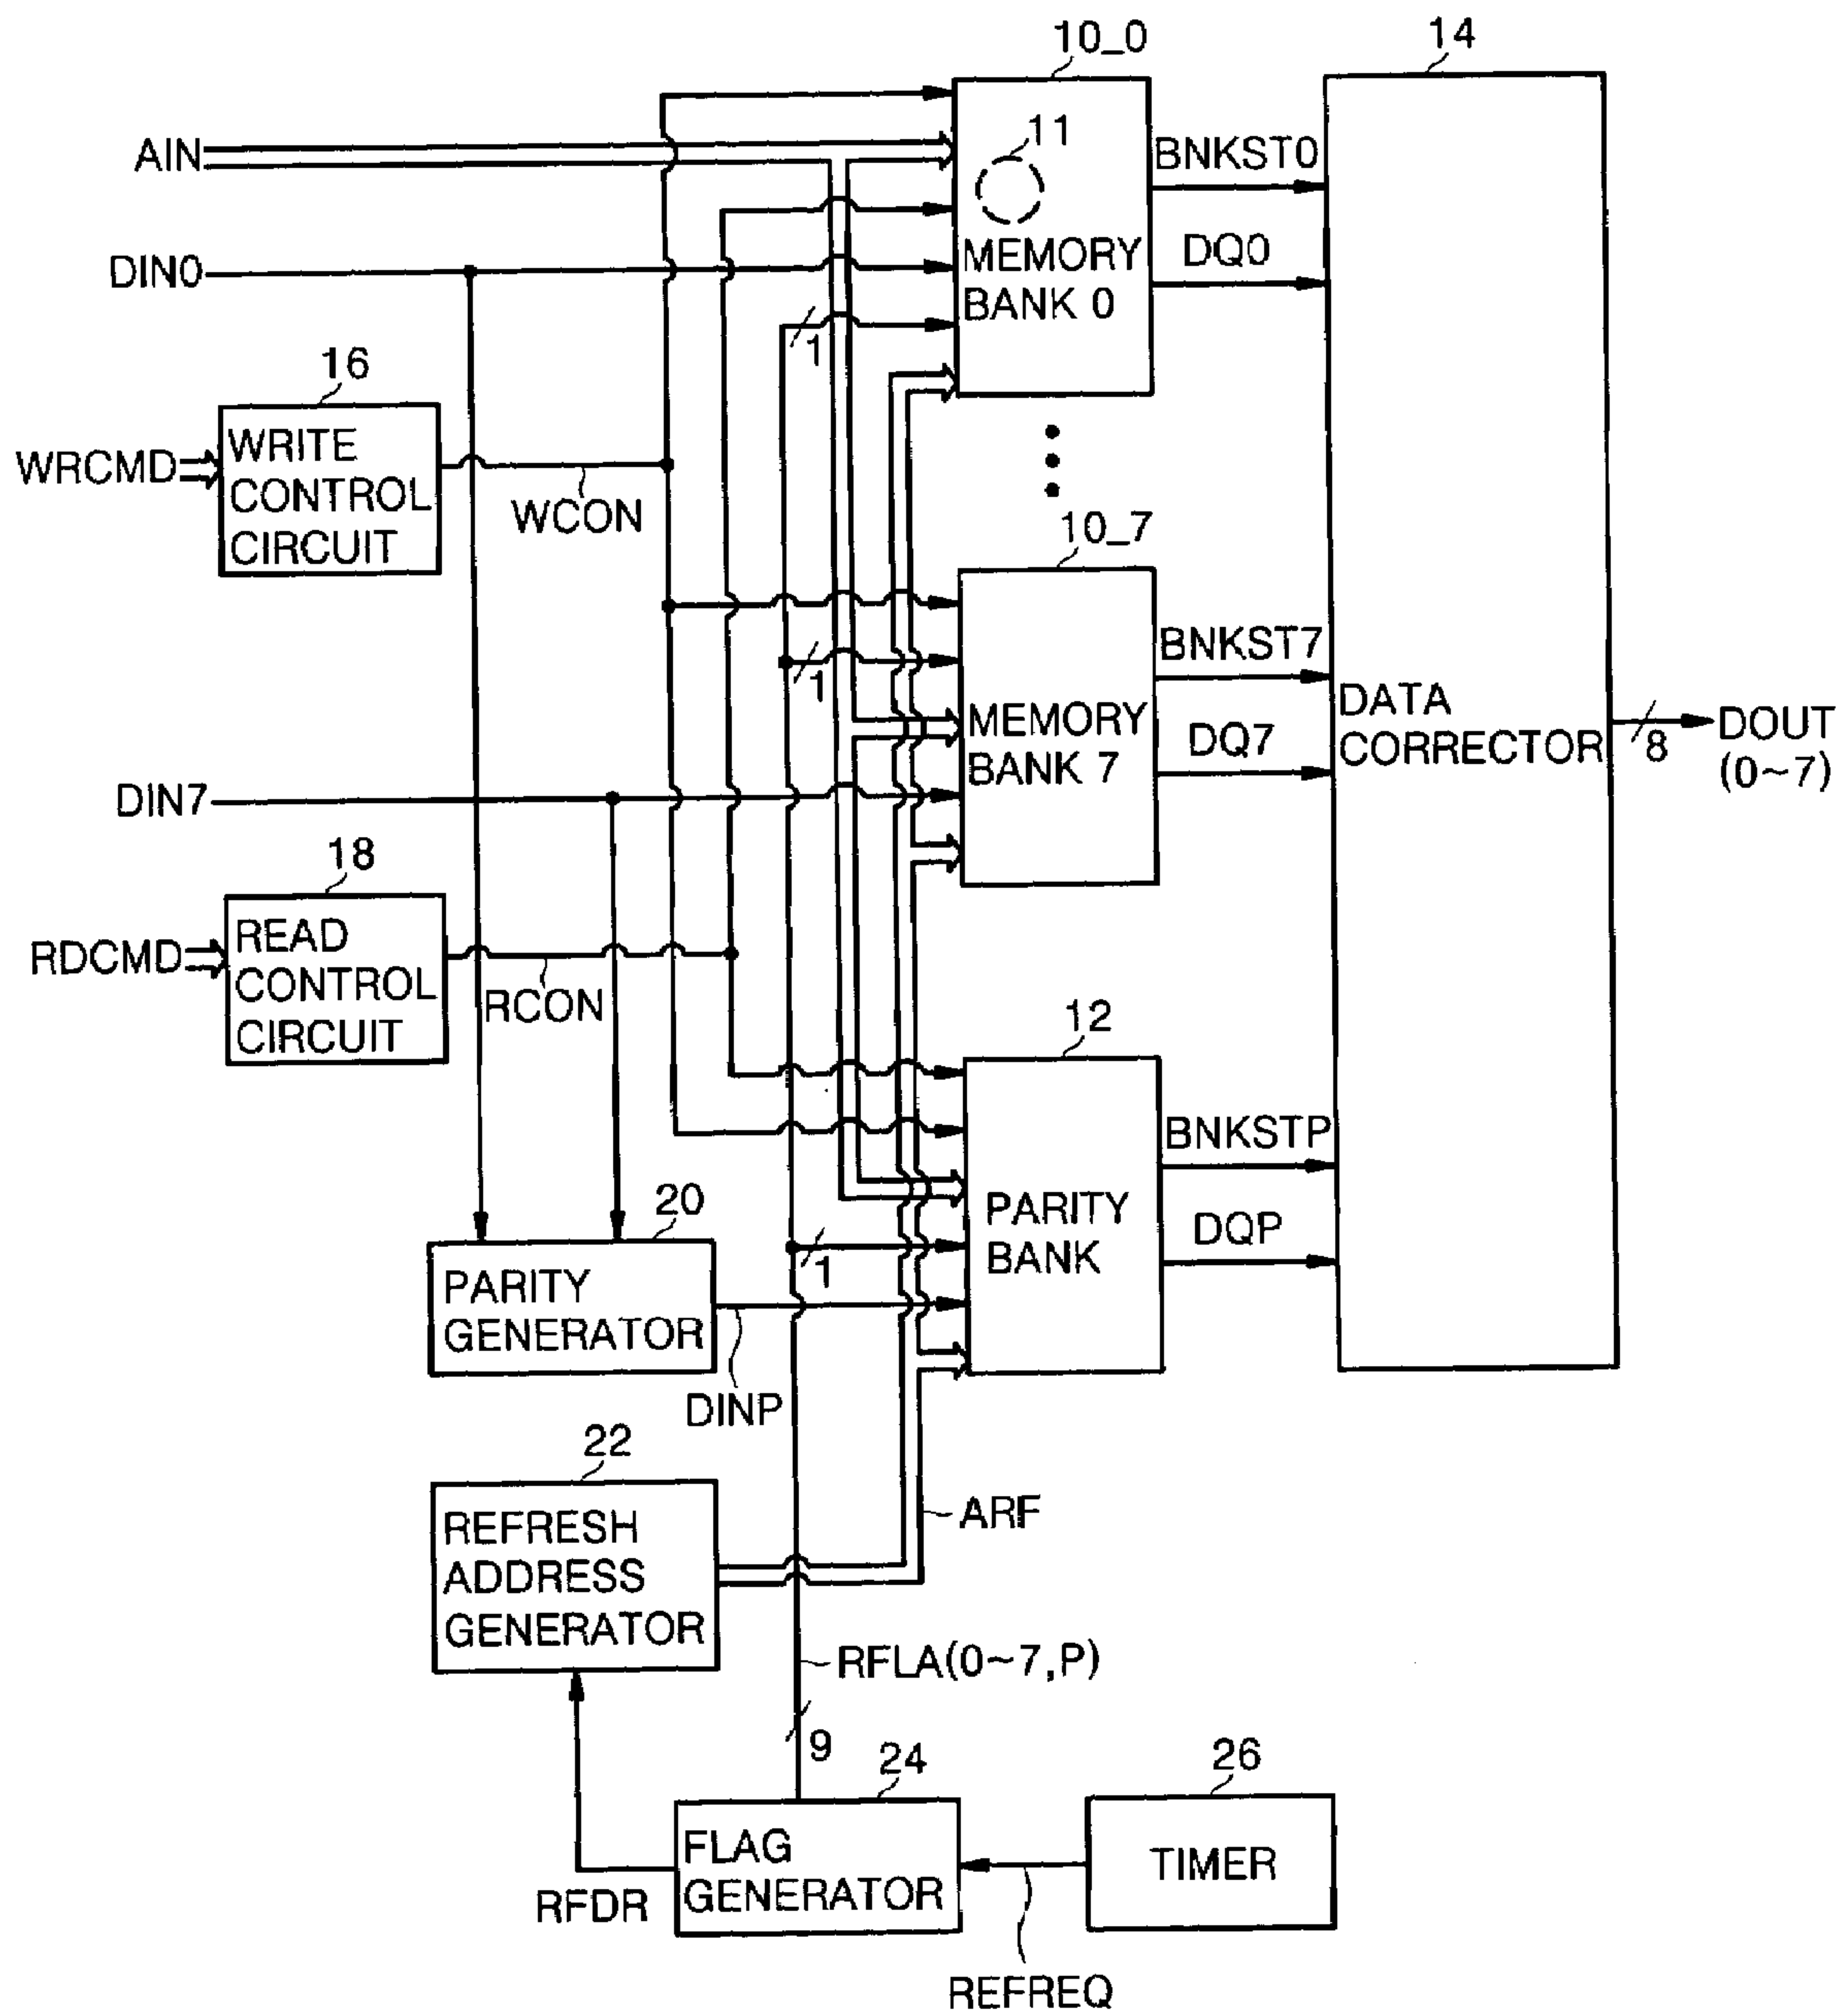 10_0
14
AIN
11
BNKST0
DIN0
MEMORY
BANK 0
DQ0
1
16
WRCMD
WRITE
CONTROL
CIRCUIT
WCON
10_7
1
BNKST7
MEMORY
BANK 7
DQ7
DATA
CORRECTOR
8
DOUT
(0~7)
DIN7
18
RDCMD
READ
CONTROL
CIRCUIT
RCON
12
BNKSTP
PARITY
BANK
DQP
1
20
PARITY
GENERATOR
DINP
22
REFRESH
ADDRESS
GENERATOR
ARF
RFLA(0~7,P)
9
24
26
FLAG
GENERATOR
TIMER
RFDR
REFREQ